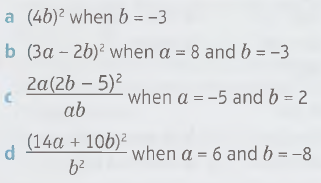 a (4b)² when b = -3
b (3a - 2b)² when a = 8 and b = -3
c 2a(2b - 5)²/ab when a = -5 and b = 2
d (14a + 10b)²/b² when a = 6 and b = -8